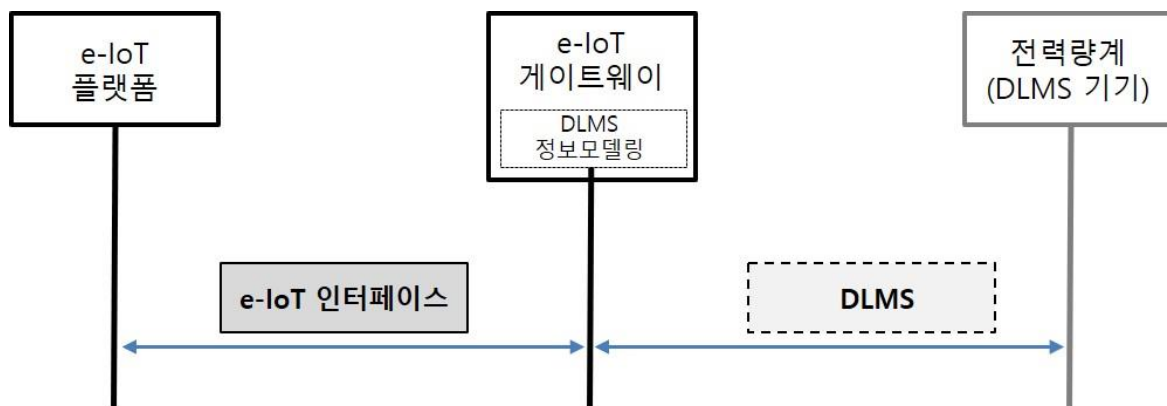 e-IoT
플랫폼
e-IoT
게이트웨이
DLMS
정보모델링
전력량계
(DLMS 기기)
e-IoT 인터페이스
DLMS